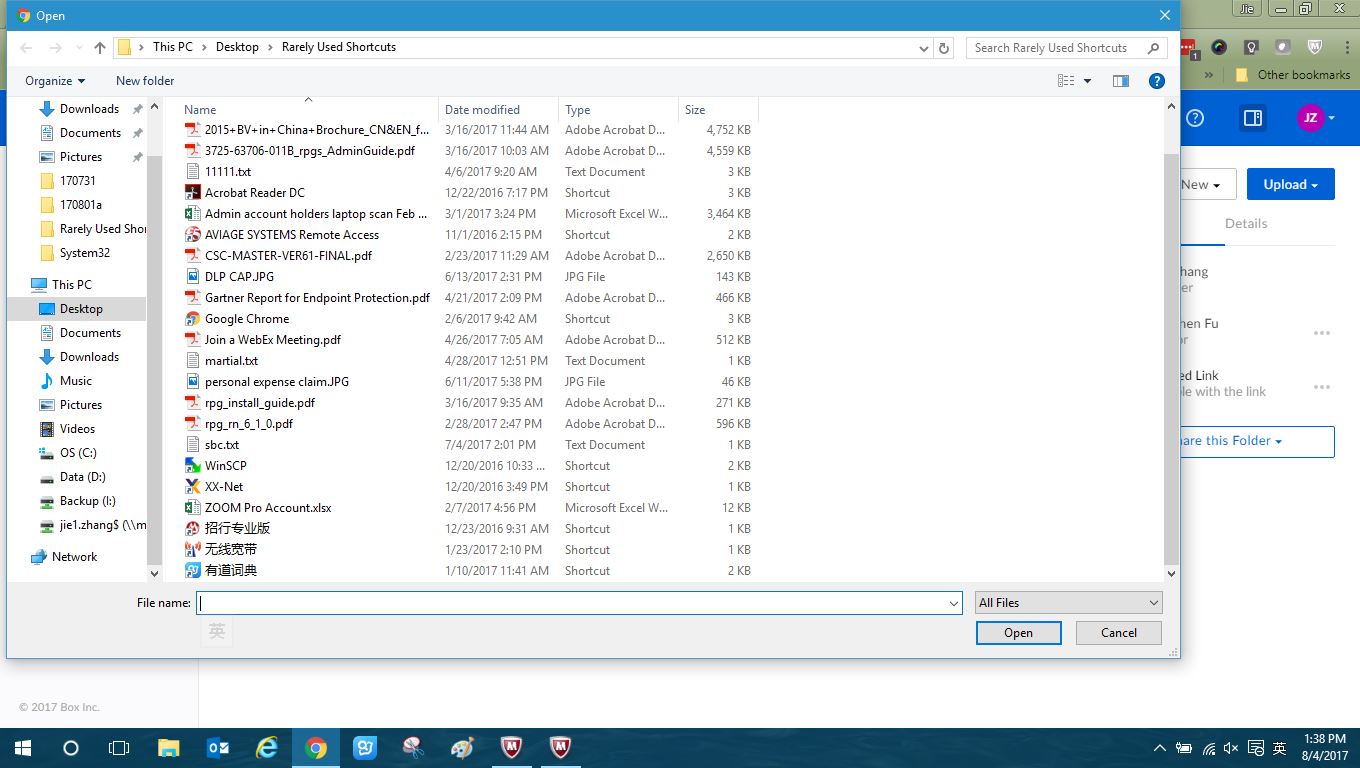 Open
Jie
This PC > Desktop > Rarely Used Shortcuts
Search Rarely Used Shortcuts
1
Organize
New folder
?
» Other bookmarks
Downloads
Documents
Pictures
170731
170801a
Rarely Used Shor
System32
This PC
Desktop
Documents
Downloads
Music
Pictures
Videos
OS (C:)
Data (D:)
Backup (I:)
jie1.zhang$ (\\m
Network
Name Date modified Type Size
2015+BV+in+China+Brochure_CN&EN_f... 3/16/2017 11:44 AM Adobe Acrobat D... 4,752 KB
3725-63706-011B_rpgs_AdminGuide.pdf 3/16/2017 10:03 AM Adobe Acrobat D... 4,559 KB
11111.txt 4/6/2017 9:20 AM Text Document 3 KB
Acrobat Reader DC 12/22/2016 7:17 PM Shortcut 3 KB
Admin account holders laptop scan Feb ... 3/1/2017 3:24 PM Microsoft Excel W... 3,464 KB
AVIAGE SYSTEMS Remote Access 11/1/2016 2:15 PM Shortcut 2 KB
CSC-MASTER-VER61-FINAL.pdf 2/23/2017 11:29 AM Adobe Acrobat D... 2,650 KB
DLP CAP.JPG 6/13/2017 2:31 PM JPG File 143 KB
Gartner Report for Endpoint Protection.pdf 4/21/2017 2:09 PM Adobe Acrobat D... 466 KB
Google Chrome 2/6/2017 9:42 AM Shortcut 3 KB
Join a WebEx Meeting.pdf 4/26/2017 7:05 AM Adobe Acrobat D... 512 KB
martial.txt 4/28/2017 12:51 PM Text Document 1 KB
personal expense claim.JPG 6/11/2017 5:38 PM JPG File 46 KB
rpg_install_guide.pdf 3/16/2017 9:35 AM Adobe Acrobat D... 271 KB
rpg_rn_6_1_0.pdf 2/28/2017 2:47 PM Adobe Acrobat D... 596 KB
sbc.txt 7/4/2017 2:01 PM Text Document 1 KB
WinSCP 12/20/2016 10:33 ... Shortcut 2 KB
XX-Net 12/20/2016 3:49 PM Shortcut 1 KB
ZOOM Pro Account.xlsx 2/7/2017 4:56 PM Microsoft Excel W... 12 KB
招行专业版 12/23/2016 9:31 AM Shortcut 1 KB
无线宽带 1/23/2017 2:10 PM Shortcut 1 KB
有道词典 1/10/2017 11:41 AM Shortcut 2 KB
File name:
All Files
英
Open
Cancel
? JZ
New
Upload
Details
hang
er
hen Fu
or
ed Link
le with the link
hare this Folder
© 2017 Box Inc.
英
1:38 PM
8/4/2017